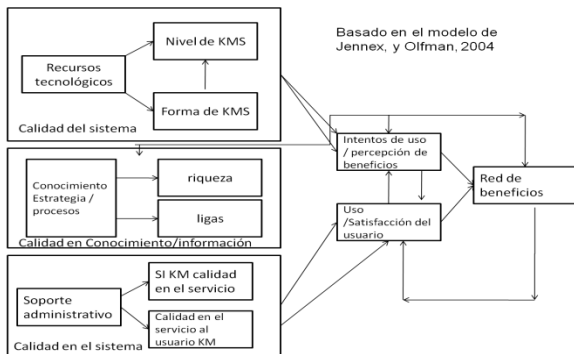 Basado en el modelo de
Jennex, y Olfman, 2004
Recursos
tecnológicos
Nivel de KMS
Forma de KMS
Calidad del sistema
Conocimiento
Estrategia /
procesos
riqueza
ligas
Calidad en Conocimiento/información
Soporte
administrativo
SI KM calidad
en el servicio
Calidad en el
servicio al
usuario KM
Calidad en el sistema
Intentos de uso
/ percepción de
beneficios
Uso
/Satisfacción del
usuario
Red de
beneficios